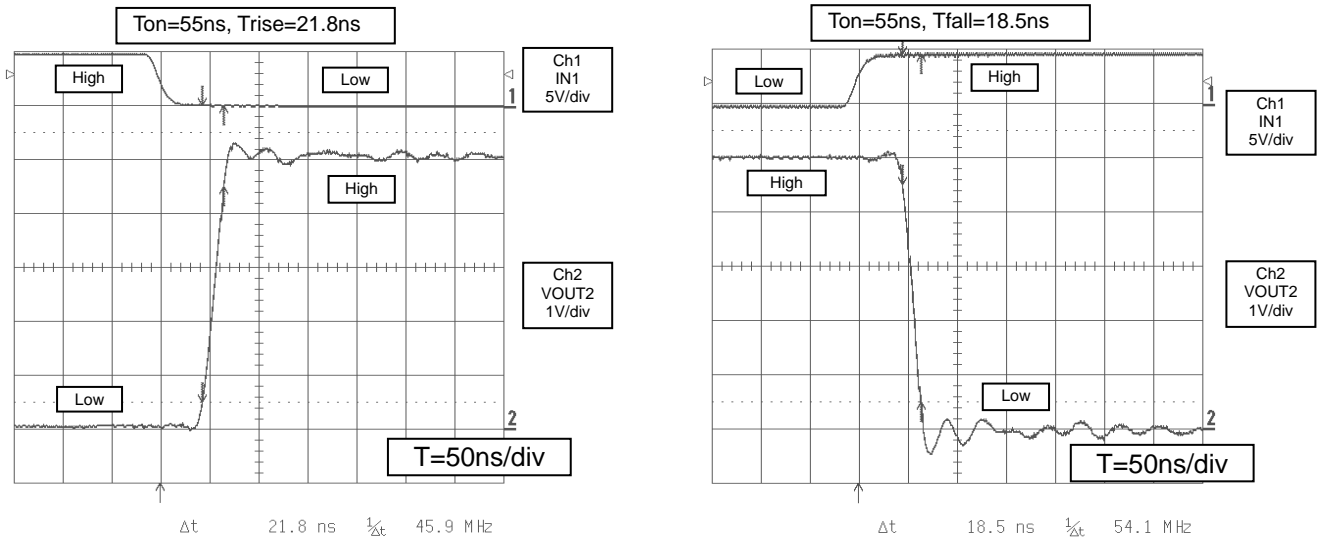 Ton=55ns, Trise=21.8ns
High
Low
1
Ch1
IN1
5V/div
High
Ch2
VOUT2
1V/div
Low
2
T=50ns/div
Δt 21.8 ns 1/Δt 45.9 MHz
Ton=55ns, Tfall=18.5ns
Low
High
1
Ch1
IN1
5V/div
High
Ch2
VOUT2
1V/div
Low
2
T=50ns/div
Δt 18.5 ns 1/Δt 54.1 MHz